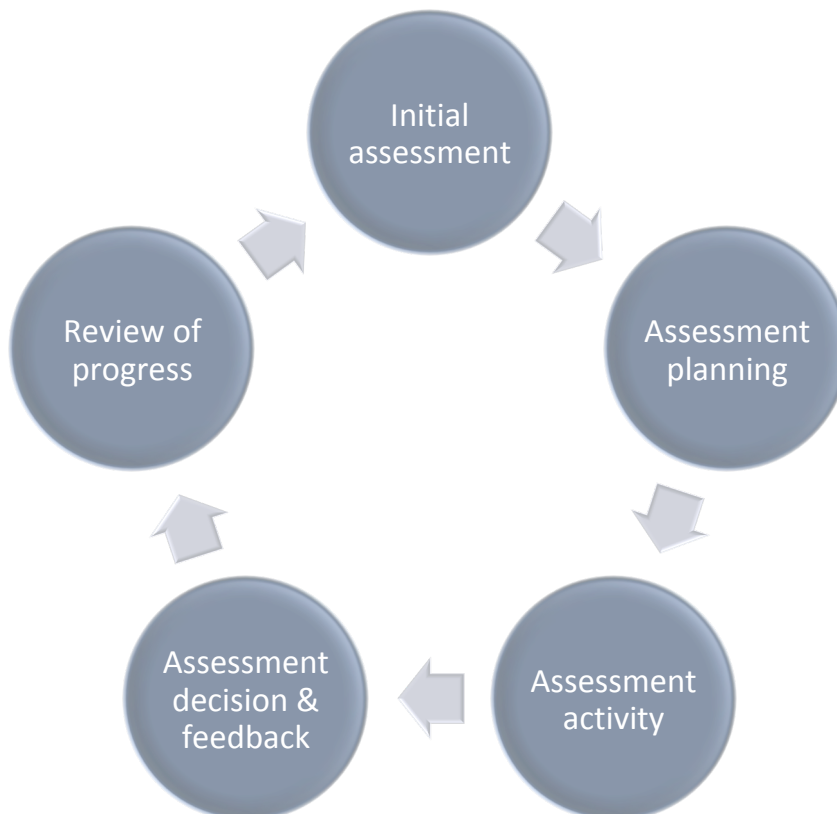 Initial
assessment
Assessment
planning
Assessment
activity
Assessment
decision &
feedback
Review of
progress